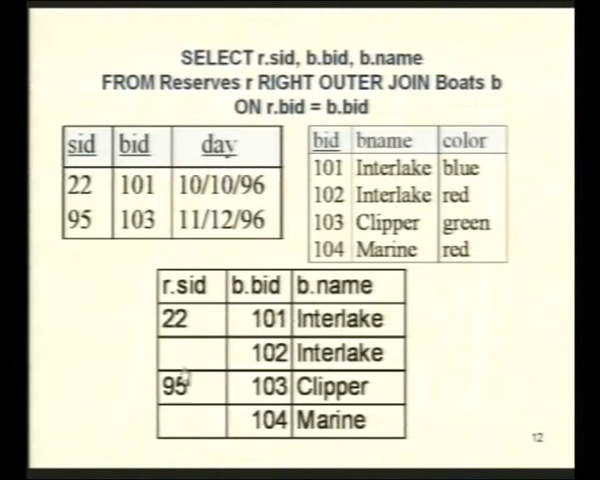 SELECT r.sid, b.bid, b.name
FROM Reserves r RIGHT OUTER JOIN Boats b
ON r.bid = b.bid
sid bid day
22 101 10/10/96
95 103 11/12/96
bid bname color
101 Interlake blue
102 Interlake red
103 Clipper green
104 Marine red
r.sid b.bid b.name
22 101 Interlake
102 Interlake
95 103 Clipper
104 Marine
12